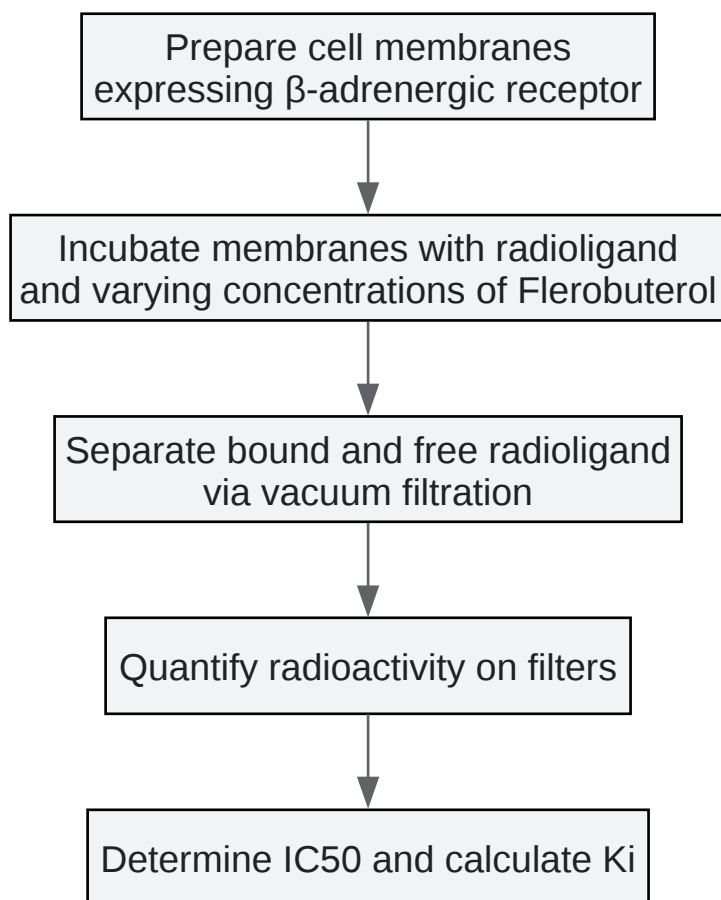 Prepare cell membranes
expressing β-adrenergic receptor
Incubate membranes with radioligand
and varying concentrations of Flerobuterol
Separate bound and free radioligand
via vacuum filtration
Quantify radioactivity on filters
Determine IC50 and calculate Ki